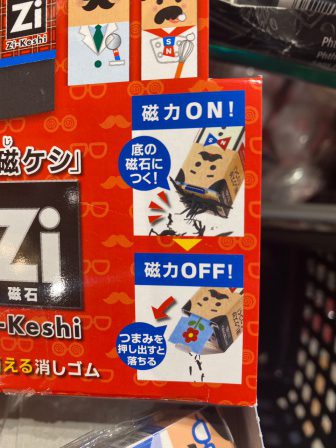 Zi
Zi-Keshi
S N
磁力ON!
底の
磁石に
つく!
じ
磁ケシ」
Zi
磁石
-Keshi
える消しゴム
磁力OFF!
つまみを
押し出すと
落ちる